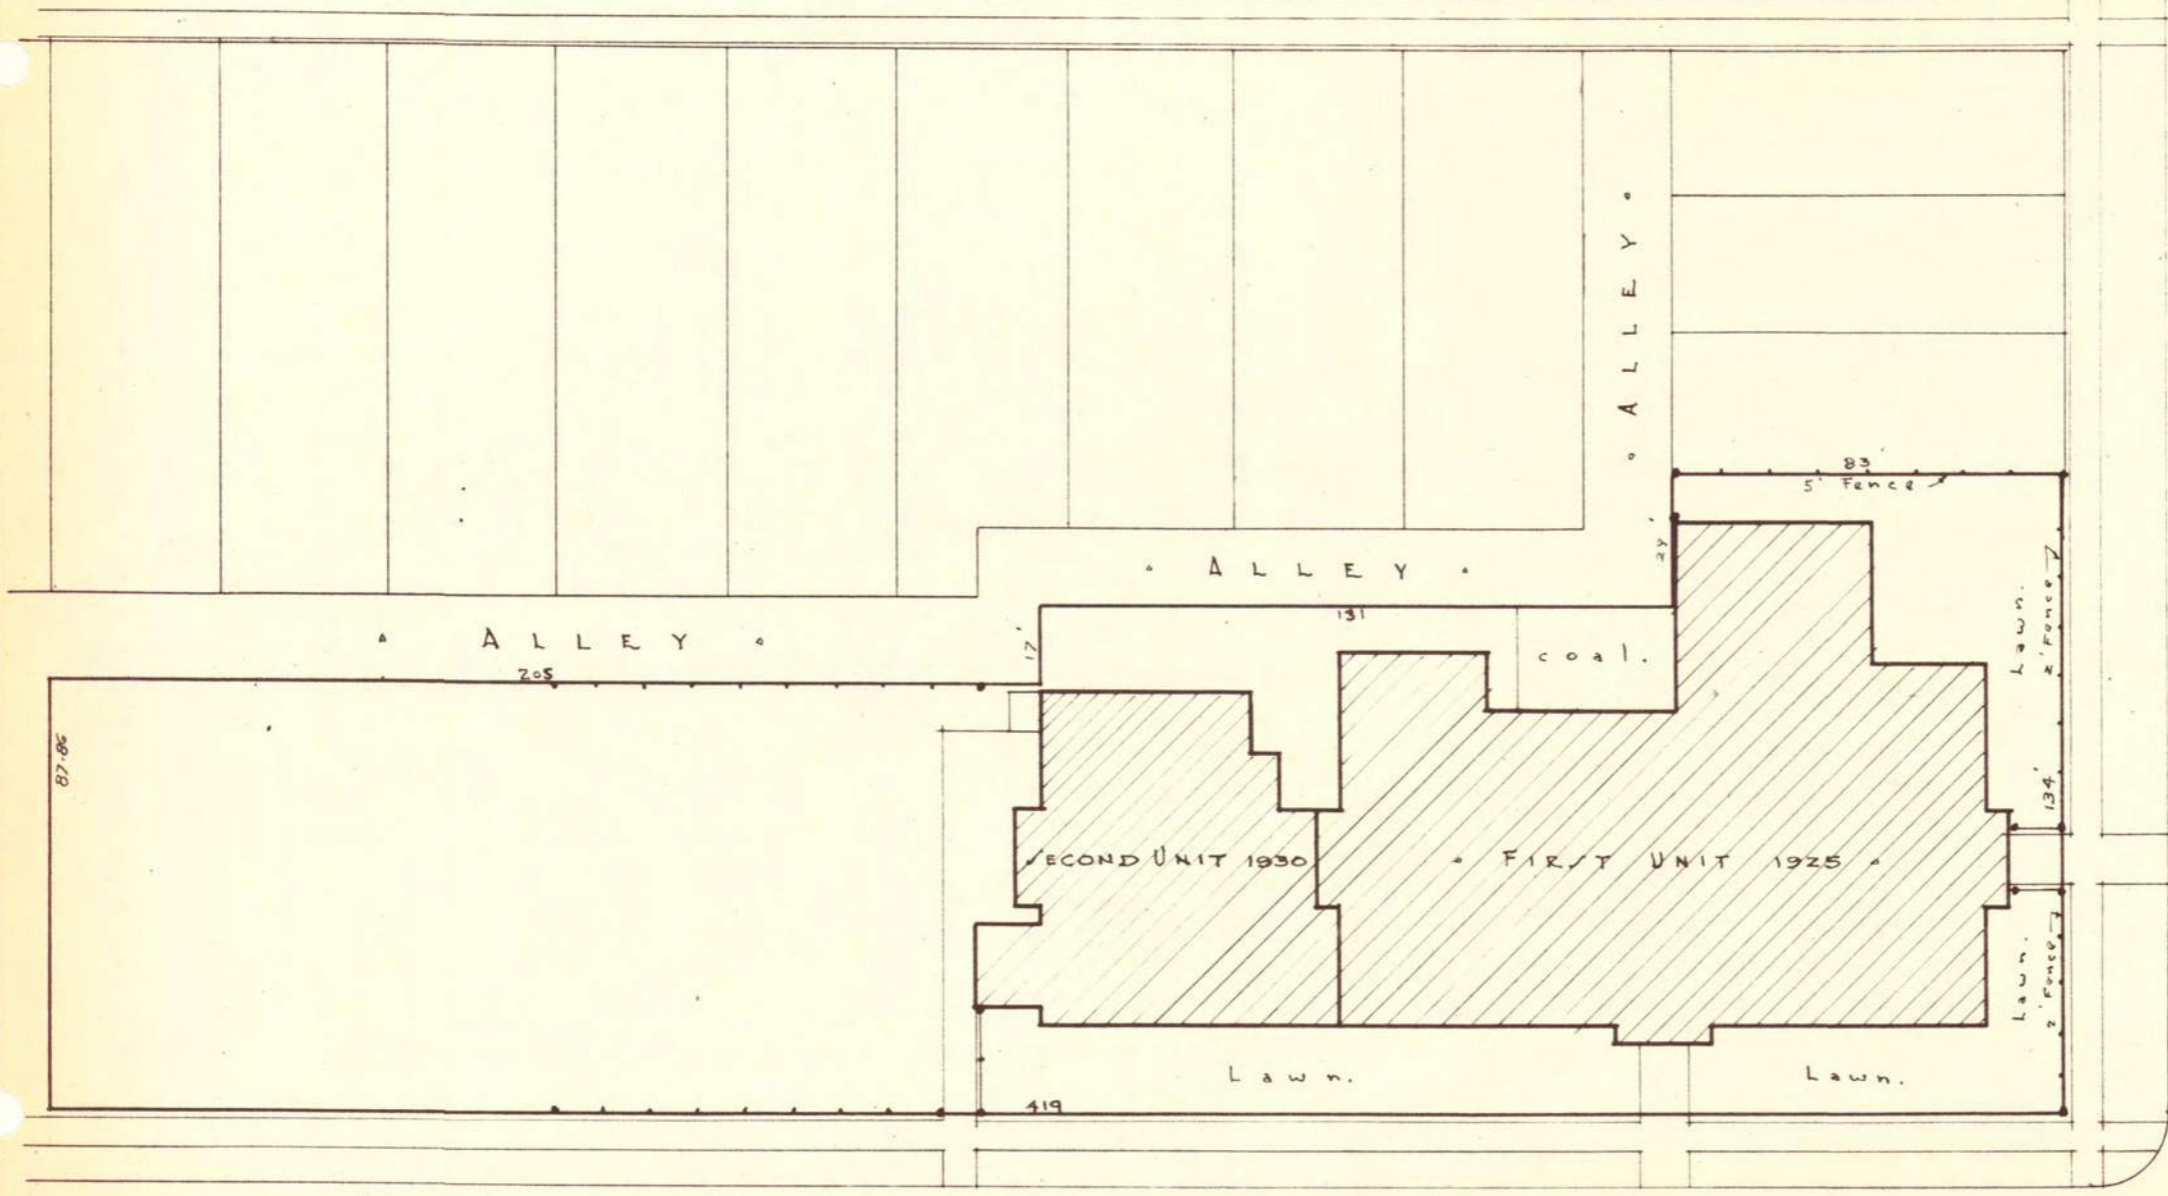 ALLEY
83'
5' Fence
29'
ALLEY
131
17'
coal.
Lawn.
2' Fence
ALLEY
205
87.86
134'
SECOND UNIT 1930
FIRST UNIT 1925
Lawn.
2' Fence
Lawn.
Lawn.
419